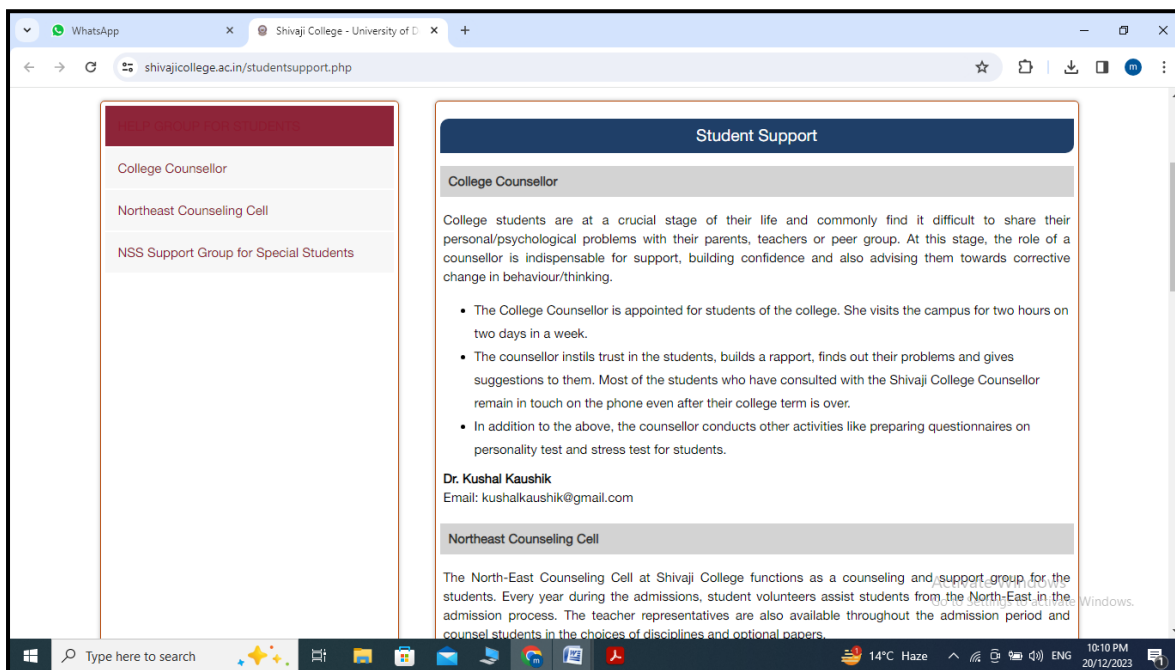 WhatsApp
Shivaji College - University of D
shivajicollege.ac.in/studentsupport.php
m
HELP GROUP FOR STUDENTS
College Counsellor
Northeast Counseling Cell
NSS Support Group for Special Students
Student Support
College Counsellor
College students are at a crucial stage of their life and commonly find it difficult to share their
personal/psychological problems with their parents, teachers or peer group. At this stage, the role of a
counsellor is indispensable for support, building confidence and also advising them towards corrective
change in behaviour/thinking.
• The College Counsellor is appointed for students of the college. She visits the campus for two hours on
two days in a week.
• The counsellor instils trust in the students, builds a rapport, finds out their problems and gives
suggestions to them. Most of the students who have consulted with the Shivaji College Counsellor
remain in touch on the phone even after their college term is over.
• In addition to the above, the counsellor conducts other activities like preparing questionnaires on
personality test and stress test for students.
Dr. Kushal Kaushik
Email: kushalkaushik@gmail.com
Northeast Counseling Cell
The North-East Counseling Cell at Shivaji College functions as a counseling and support group for the
students. Every year during the admissions, student volunteers assist students from the North-East in the
admission process. The teacher representatives are also available throughout the admission period and
counsel students in the choices of disciplines and optional papers.
Activate Windows
Go to Settings to activate Windows.
Type here to search
14°C Haze
ENG
10:10 PM
20/12/2023